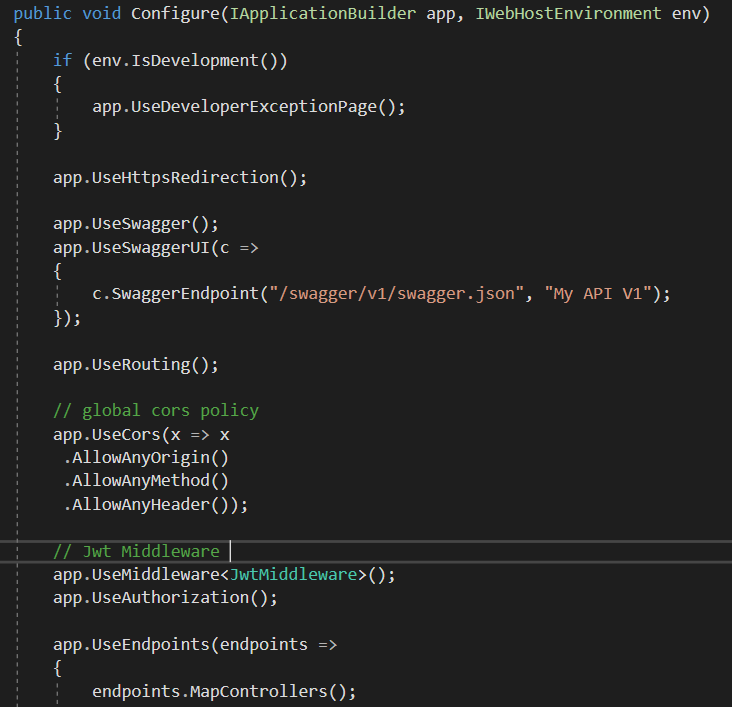 public void Configure(IApplicationBuilder app, IWebHostEnvironment env)
{
    if (env.IsDevelopment())
    {
        app.UseDeveloperExceptionPage();
    }

    app.UseHttpsRedirection();

    app.UseSwagger();
    app.UseSwaggerUI(c =>
    {
        c.SwaggerEndpoint("/swagger/v1/swagger.json", "My API V1");
    });

    app.UseRouting();

    // global cors policy
    app.UseCors(x => x
     .AllowAnyOrigin()
     .AllowAnyMethod()
     .AllowAnyHeader());

    // Jwt Middleware
    app.UseMiddleware<JwtMiddleware>();
    app.UseAuthorization();

    app.UseEndpoints(endpoints =>
    {
        endpoints.MapControllers();